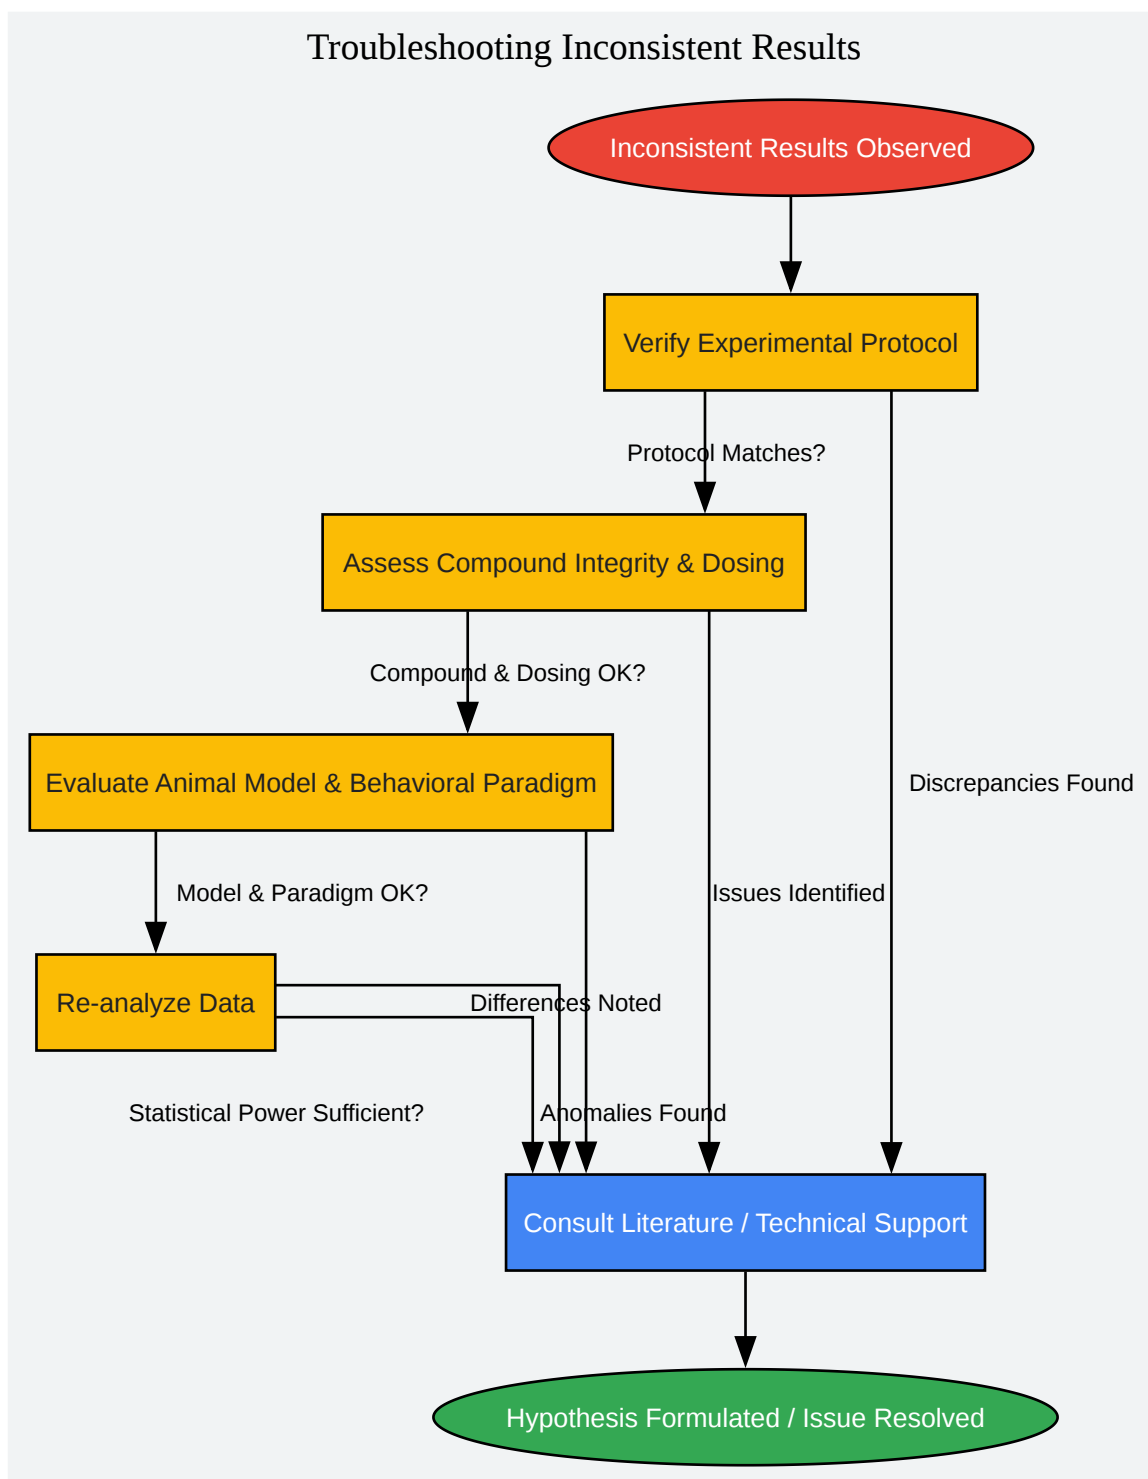 Troubleshooting Inconsistent Results
Inconsistent Results Observed
Verify Experimental Protocol
Protocol Matches?
Assess Compound Integrity & Dosing
Compound & Dosing OK?
Evaluate Animal Model & Behavioral Paradigm
Discrepancies Found
Model & Paradigm OK?
Issues Identified
Re-analyze Data
Differences Noted
Statistical Power Sufficient?
Anomalies Found
Consult Literature / Technical Support
Hypothesis Formulated / Issue Resolved